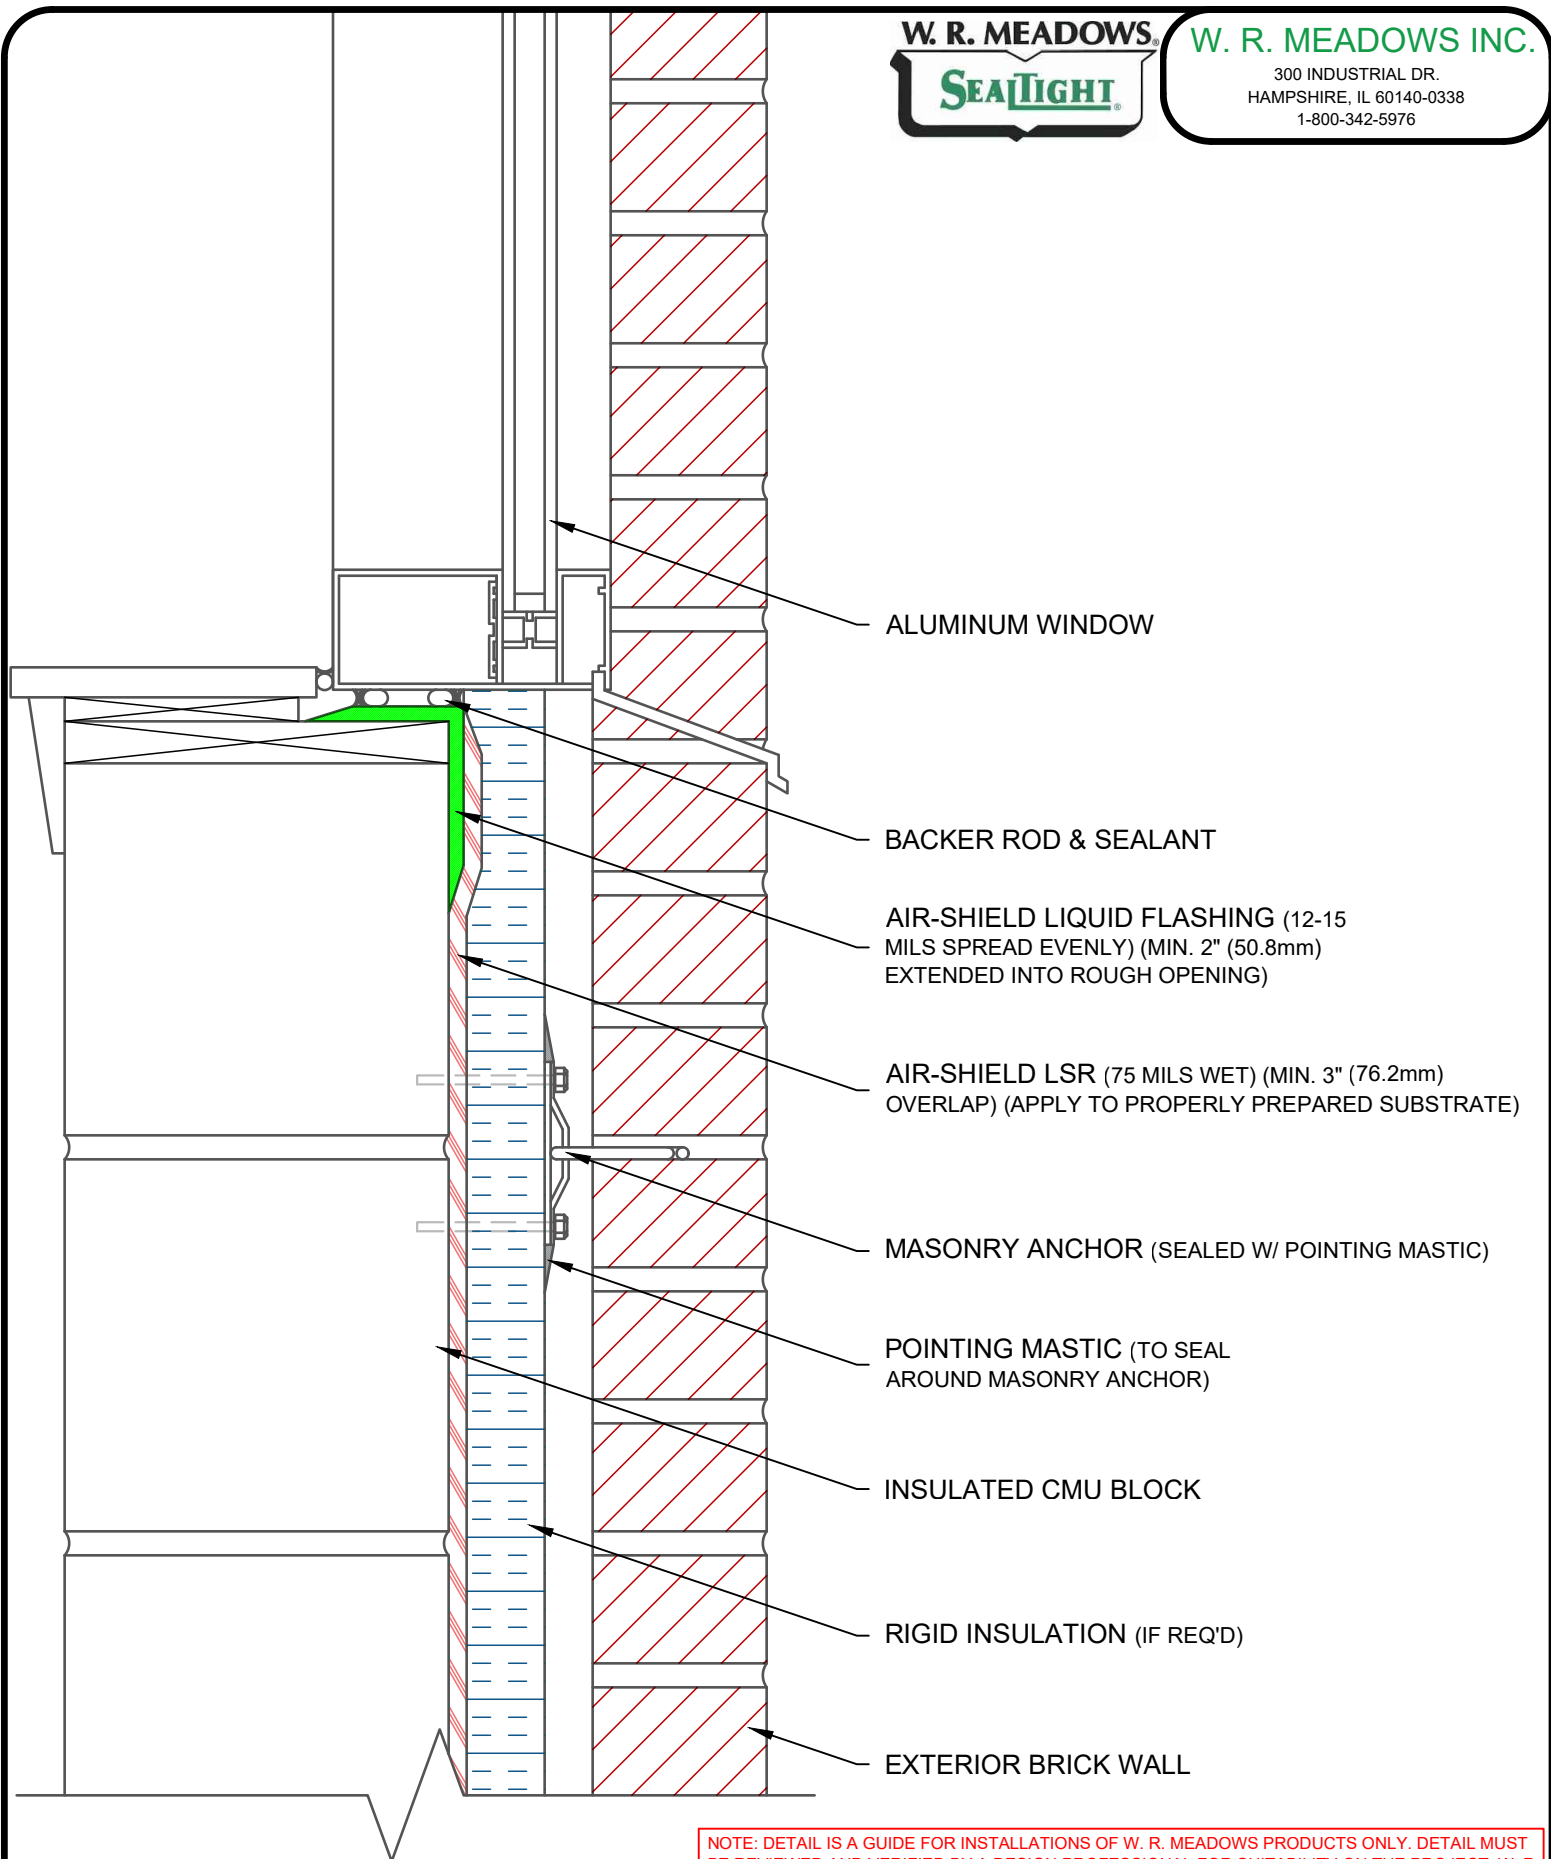 W. R. MEADOWS®
SEALTIGHT®
W. R. MEADOWS INC.
300 INDUSTRIAL DR.
HAMPSHIRE, IL 60140-0338
1-800-342-5976
ALUMINUM WINDOW
BACKER ROD & SEALANT
AIR-SHIELD LIQUID FLASHING (12-15
MILS SPREAD EVENLY) (MIN. 2" (50.8mm)
EXTENDED INTO ROUGH OPENING)
AIR-SHIELD LSR (75 MILS WET) (MIN. 3" (76.2mm)
OVERLAP) (APPLY TO PROPERLY PREPARED SUBSTRATE)
MASONRY ANCHOR (SEALED W/ POINTING MASTIC)
POINTING MASTIC (TO SEAL
AROUND MASONRY ANCHOR)
INSULATED CMU BLOCK
RIGID INSULATION (IF REQ'D)
EXTERIOR BRICK WALL
NOTE: DETAIL IS A GUIDE FOR INSTALLATIONS OF W. R. MEADOWS PRODUCTS ONLY. DETAIL MUST